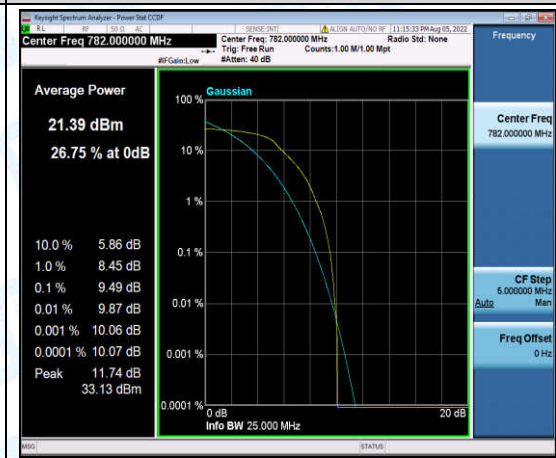 Keysight Spectrum Analyzer - Power Stat CCDF
RL RF 50 Ω AC SENSE:INT ALIGN AUTO/NO RF 11:15:33 PM Aug 05, 2022
Center Freq 782.000000 MHz
Center Freq: 782.000000 MHz Radio Std: None
Trig: Free Run Counts:1.00 M/1.00 Mpt
#IFGain:Low #Atten: 40 dB
Frequency
Average Power
21.39 dBm
26.75 % at 0dB
10.0 % 5.86 dB
1.0 % 8.45 dB
0.1 % 9.49 dB
0.01 % 9.87 dB
0.001 % 10.06 dB
0.0001 % 10.07 dB
Peak 11.74 dB
33.13 dBm
Gaussian
100 %
10 %
1 %
0.1 %
0.01 %
0.001 %
0.0001 %
0 dB 20 dB
Info BW 25.000 MHz
Center Freq
782.000000 MHz
CF Step
5.000000 MHz
Auto Man
Freq Offset
0 Hz
MSG STATUS